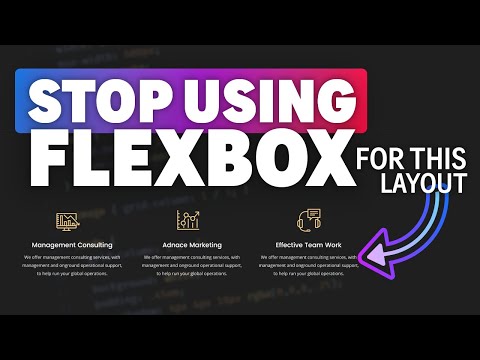 STOP USING
FLEXBOX
FOR THIS
LAYOUT
Management Consulting
We offer management consulting services, with
management and onground operational support,
to help run your global operations.
Adnace Marketing
We offer management consulting services, with
management and onground operational support,
to help run your global operations.
Effective Team Work
We offer management consulting services, with
management and onground operational support,
to help run your global operations.